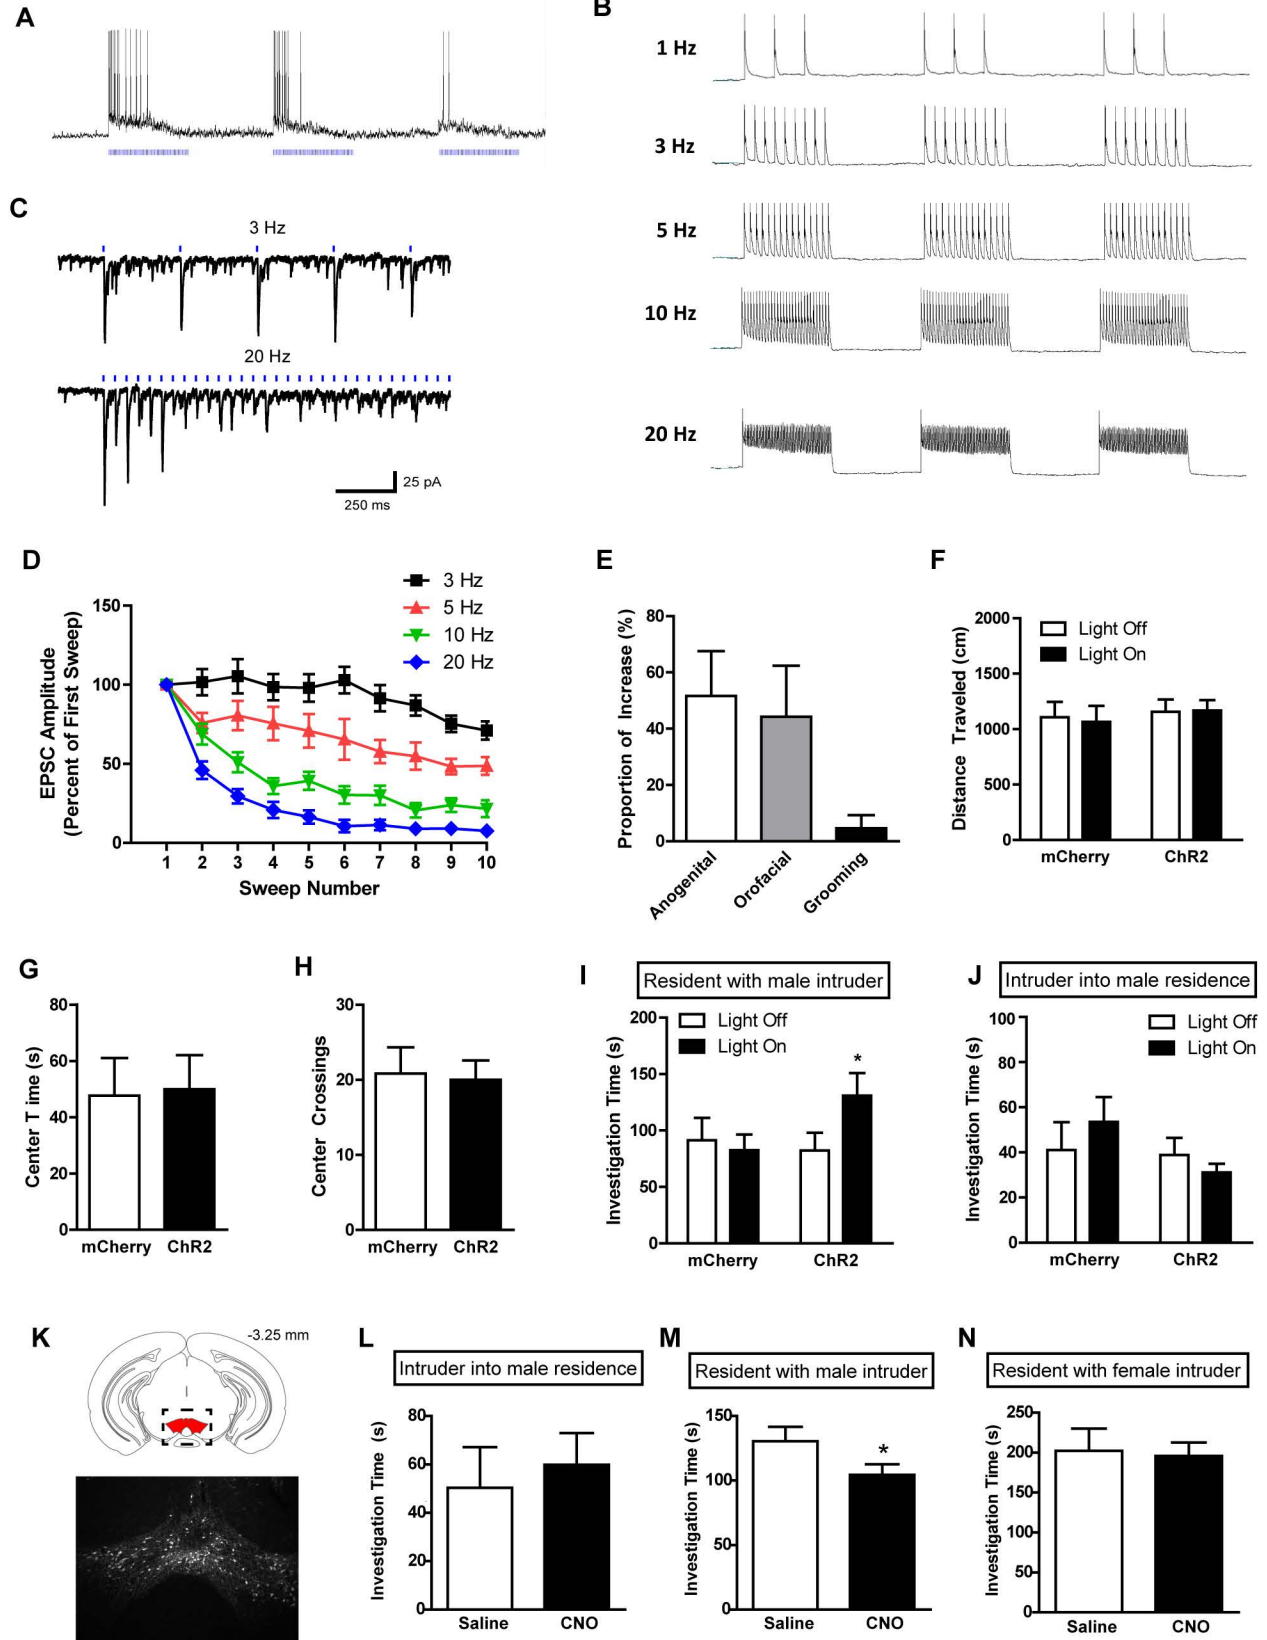 A
B
1 Hz
3 Hz
5 Hz
10 Hz
20 Hz
C
3 Hz
20 Hz
25 pA
250 ms
D
3 Hz
5 Hz
10 Hz
20 Hz
EPSC Amplitude
(Percent of First Sweep)
150
100
50
0
1 2 3 4 5 6 7 8 9 10
Sweep Number
E
Proportion of Increase (%)
80
60
40
20
0
Anogenital
Orofacial
Grooming
F
Light Off
Light On
Distance Traveled (cm)
2000
1500
1000
500
0
mCherry ChR2
G
Center T ime (s)
80
60
40
20
0
mCherry ChR2
H
Center Crossings
30
20
10
0
mCherry ChR2
I
Resident with male intruder
Light Off
Light On
Investigation Time (s)
200
150
100
50
0
*
mCherry ChR2
J
Intruder into male residence
Light Off
Light On
Investigation Time (s)
100
80
60
40
20
0
mCherry ChR2
K
-3.25 mm
L
Intruder into male residence
Investigation Time (s)
80
60
40
20
0
Saline CNO
M
Resident with male intruder
Investigation Time (s)
150
100
50
0
*
Saline CNO
N
Resident with female intruder
Investigation Time (s)
250
200
150
100
50
0
Saline CNO